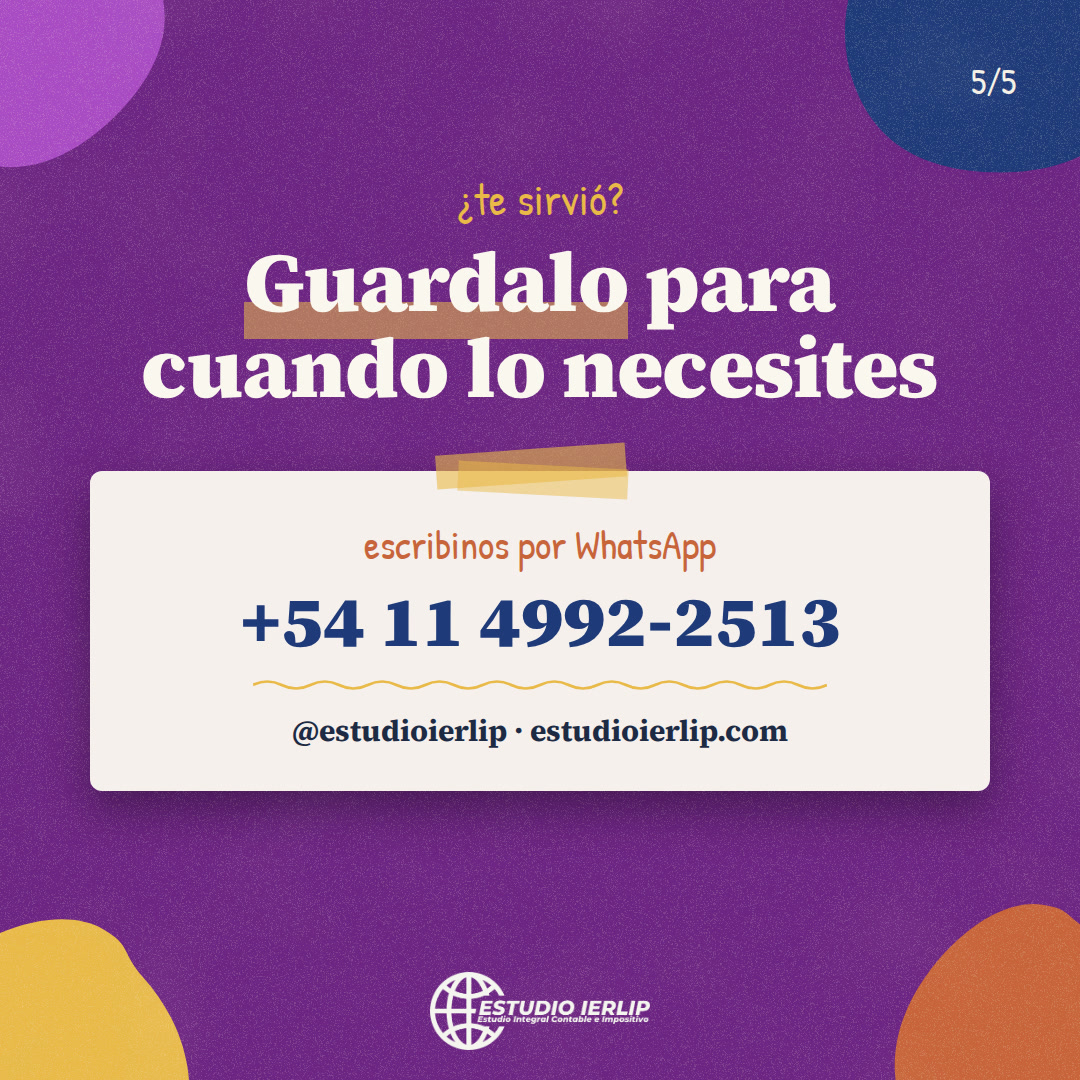 5/5
¿te sirvió?
Guardalo para
cuando lo necesites
escribinos por WhatsApp
+54 11 4992-2513
@estudioierlip · estudioierlip.com
ESTUDIO IERLIP
Estudio Integral Contable e Impositivo